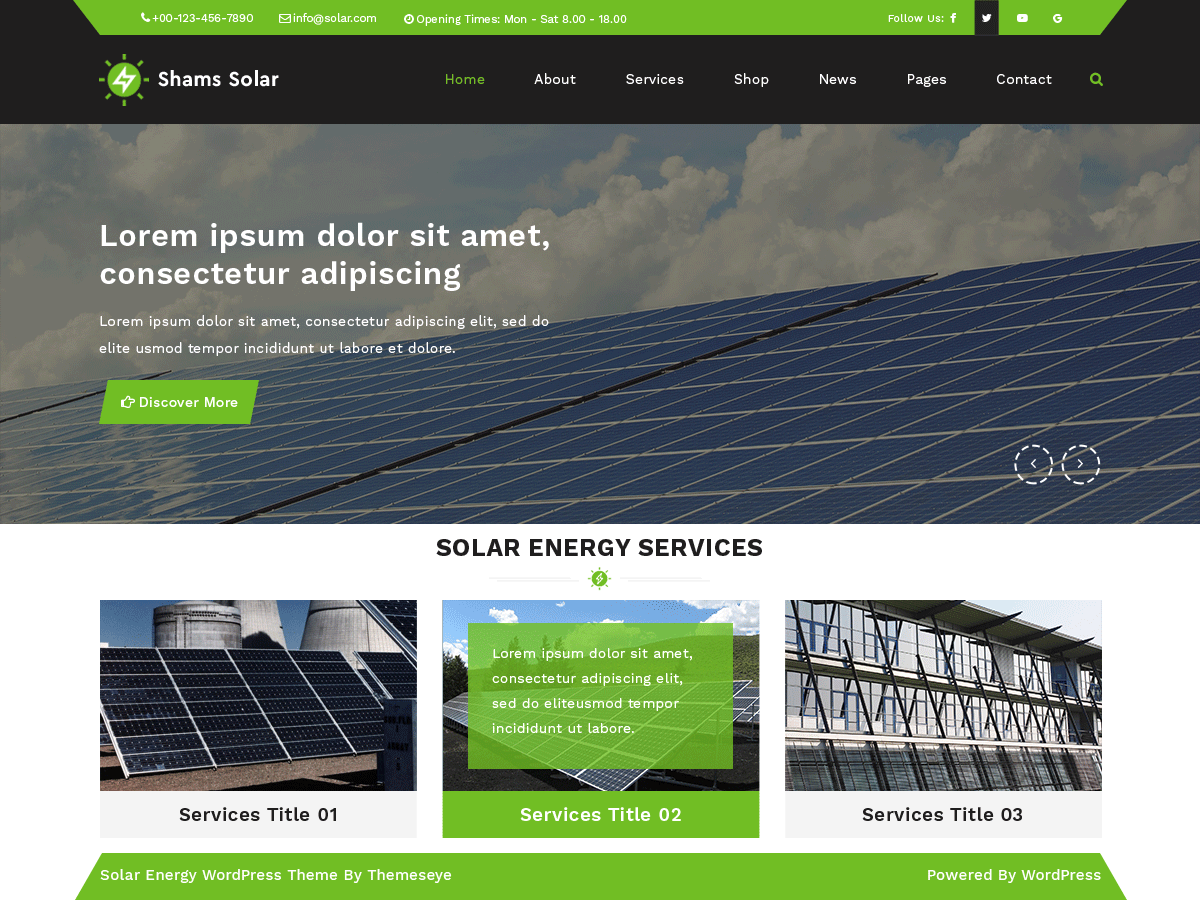 +00-123-456-7890 info@solar.com Opening Times: Mon - Sat 8.00 - 18.00 Follow Us:
Shams Solar Home About Services Shop News Pages Contact
Lorem ipsum dolor sit amet,
consectetur adipiscing
Lorem ipsum dolor sit amet, consectetur adipiscing elit, sed do
elite usmod tempor incididunt ut labore et dolore.
Discover More
SOLAR ENERGY SERVICES
Lorem ipsum dolor sit amet,
consectetur adipiscing elit,
sed do eliteusmod tempor
incididunt ut labore.
Services Title 01 Services Title 02 Services Title 03
Solar Energy WordPress Theme By Themeseye Powered By WordPress